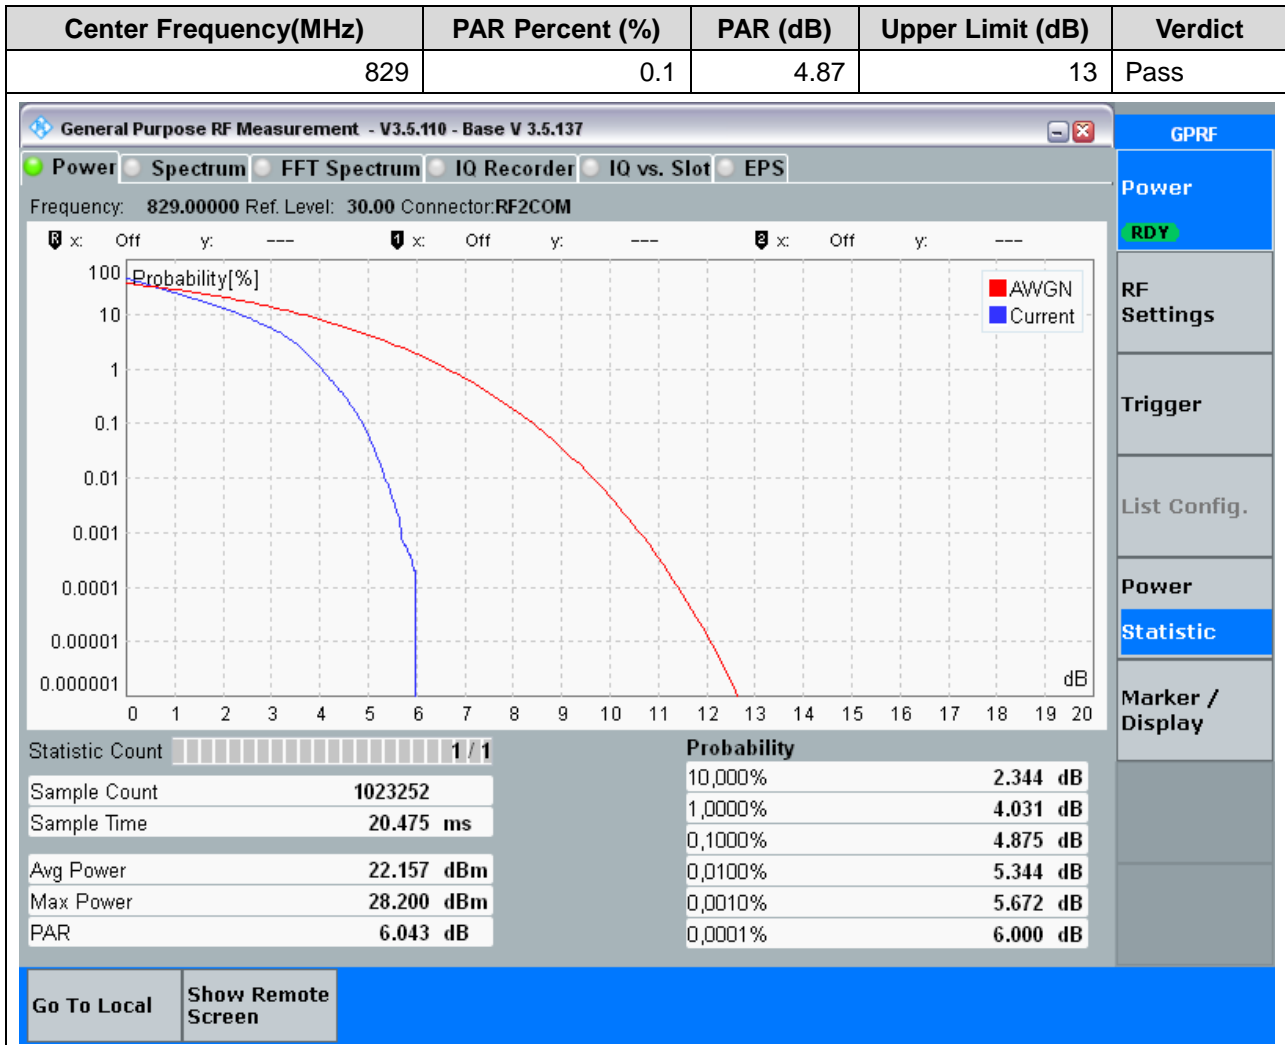 Center Frequency(MHz) PAR Percent (%) PAR (dB) Upper Limit (dB) Verdict
829 0.1 4.87 13 Pass
General Purpose RF Measurement - V3.5.110 - Base V 3.5.137
GPRF
Power Spectrum FFT Spectrum IQ Recorder IQ vs. Slot EPS
Frequency: 829.00000 Ref. Level: 30.00 Connector:RF2COM
R x: Off y: --- 1 x: Off y: --- 2 x: Off y: ---
Probability[%]
AWGN
Current
100
10
1
0.1
0.01
0.001
0.0001
0.00001
0.000001
dB
0 1 2 3 4 5 6 7 8 9 10 11 12 13 14 15 16 17 18 19 20
Statistic Count 1 / 1
Sample Count 1023252
Sample Time 20.475 ms
Avg Power 22.157 dBm
Max Power 28.200 dBm
PAR 6.043 dB
Probability
10,000% 2.344 dB
1,0000% 4.031 dB
0,1000% 4.875 dB
0,0100% 5.344 dB
0,0010% 5.672 dB
0,0001% 6.000 dB
Power
RDY
RF
Settings
Trigger
List Config.
Power
Statistic
Marker /
Display
Go To Local
Show Remote
Screen